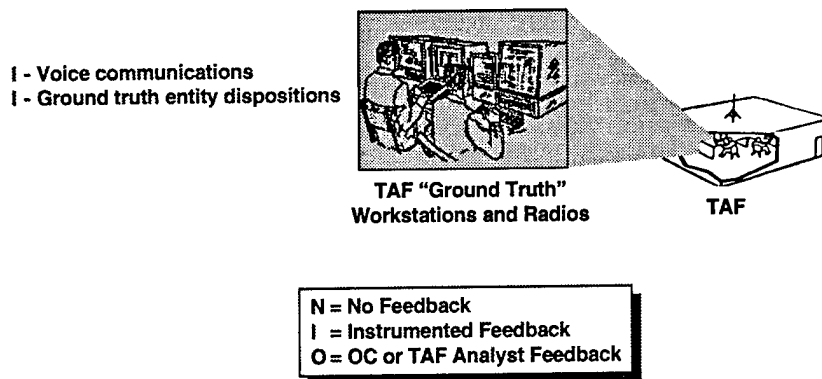 I - Voice communications
I - Ground truth entity dispositions
TAF “Ground Truth”
Workstations and Radios
TAF
N = No Feedback
I = Instrumented Feedback
O = OC or TAF Analyst Feedback